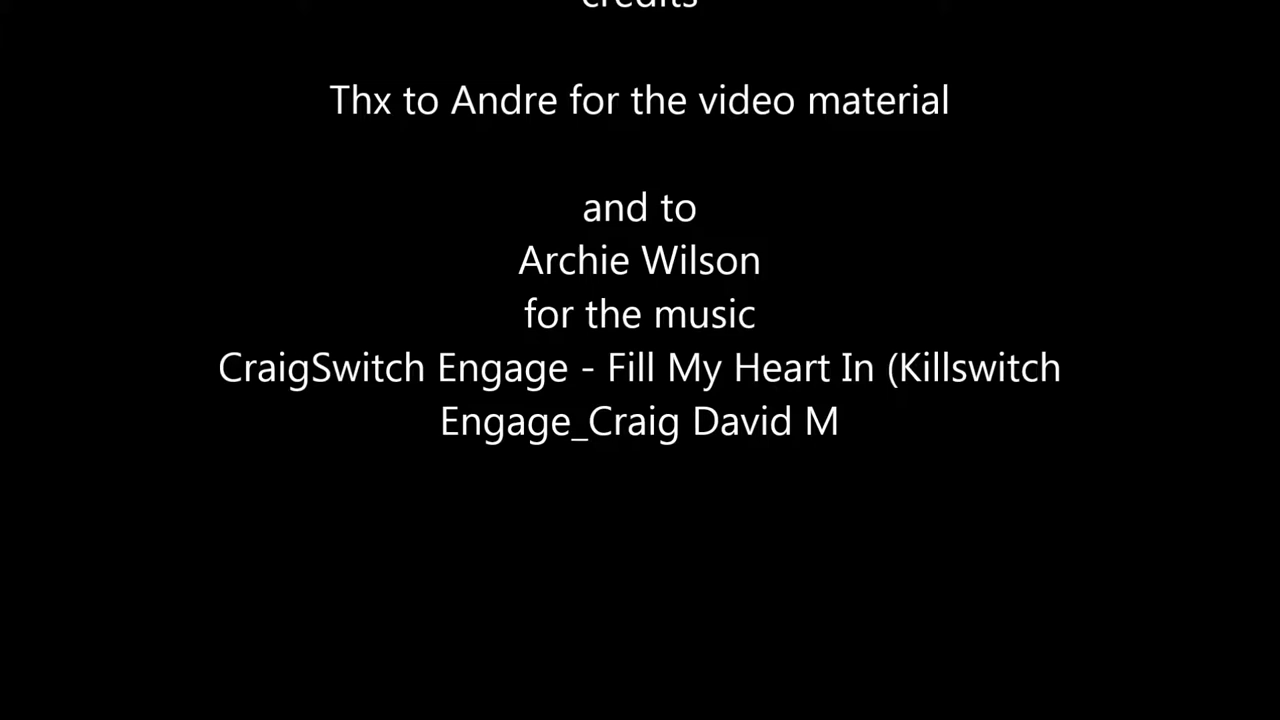 credits
Thx to Andre for the video material
and to
Archie Wilson
for the music
CraigSwitch Engage - Fill My Heart In (Killswitch
Engage_Craig David M